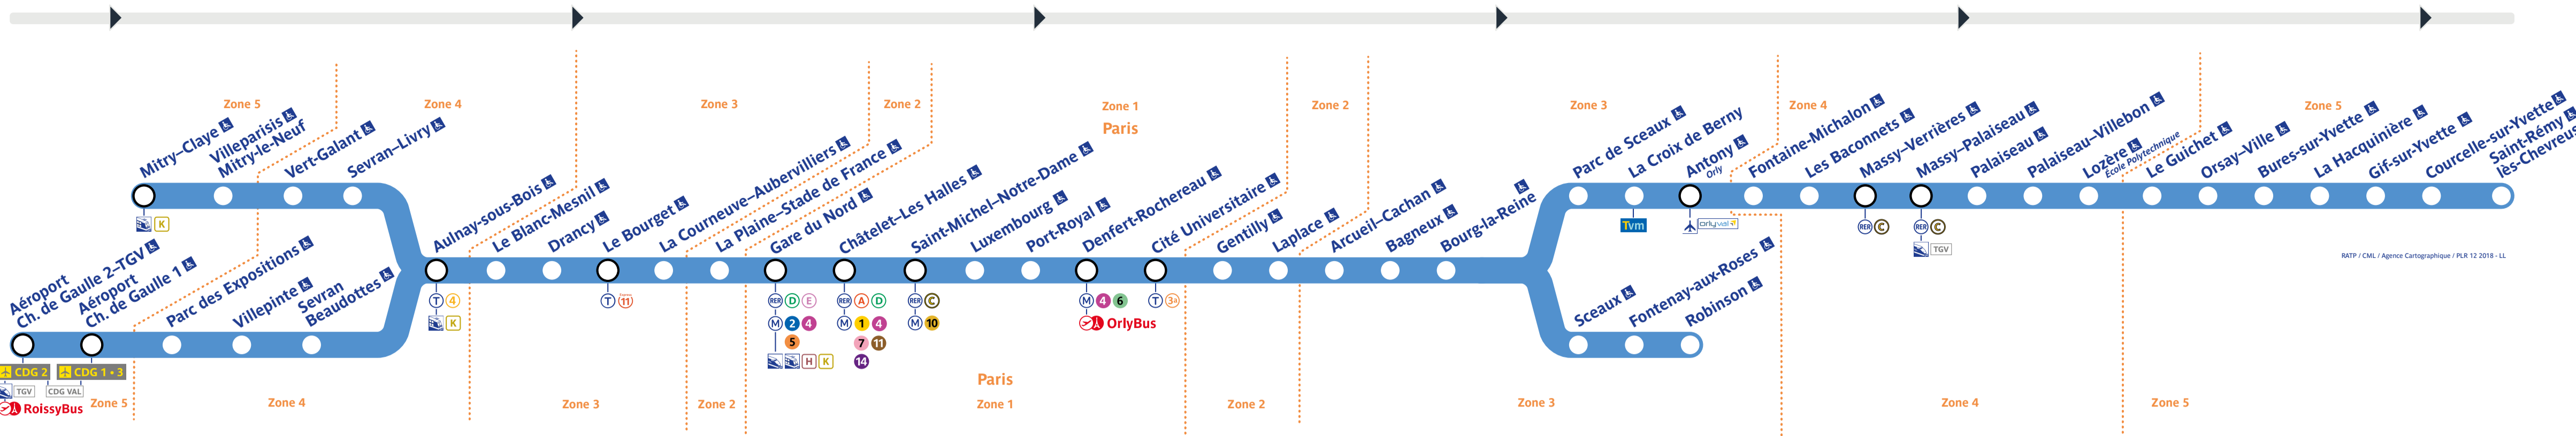 Zone 5
Zone 4
Zone 3
Zone 2
Zone 1
Paris
Zone 2
Zone 3
Zone 4
Zone 5
Mitry–Claye
Villeparisis
Mitry-le-Neuf
Vert-Galant
Sevran–Livry
K
Aéroport
Ch. de Gaulle 2–TGV
Aéroport
Ch. de Gaulle 1
Parc des Expositions
Villepinte
Sevran
Beaudottes
CDG 2
CDG 1 • 3
TGV
CDG VAL
RoissyBus
Aulnay-sous-Bois
T 4
K
Le Blanc-Mesnil
Drancy
Le Bourget
T 11
La Courneuve–Aubervilliers
La Plaine–Stade de France
Gare du Nord
RER D E
M 2 4
5
H K
Châtelet–Les Halles
RER A D
M 1 4
7 11
14
Saint-Michel–Notre-Dame
RER C
M 10
Luxembourg
Port-Royal
Denfert-Rochereau
M 4 6
OrlyBus
Cité Universitaire
T 3a
Gentilly
Laplace
Arcueil–Cachan
Bagneux
Bourg-la-Reine
Parc de Sceaux
La Croix de Berny
Tvm
Antony
Orly
orlyval
Fontaine-Michalon
Les Baconnets
Massy–Verrières
RER C
Massy–Palaiseau
RER C
TGV
Palaiseau
Palaiseau–Villebon
Lozère
École Polytechnique
Le Guichet
Orsay–Ville
Bures-sur-Yvette
La Hacquinière
Gif-sur-Yvette
Courcelle-sur-Yvette
Saint-Rémy
lès-Chevreus
Sceaux
Fontenay-aux-Roses
Robinson
RATP / CML / Agence Cartographique / PLR 12 2018 - LL
Zone 5
Zone 4
Zone 3
Zone 2
Paris
Zone 1
Zone 2
Zone 3
Zone 4
Zone 5